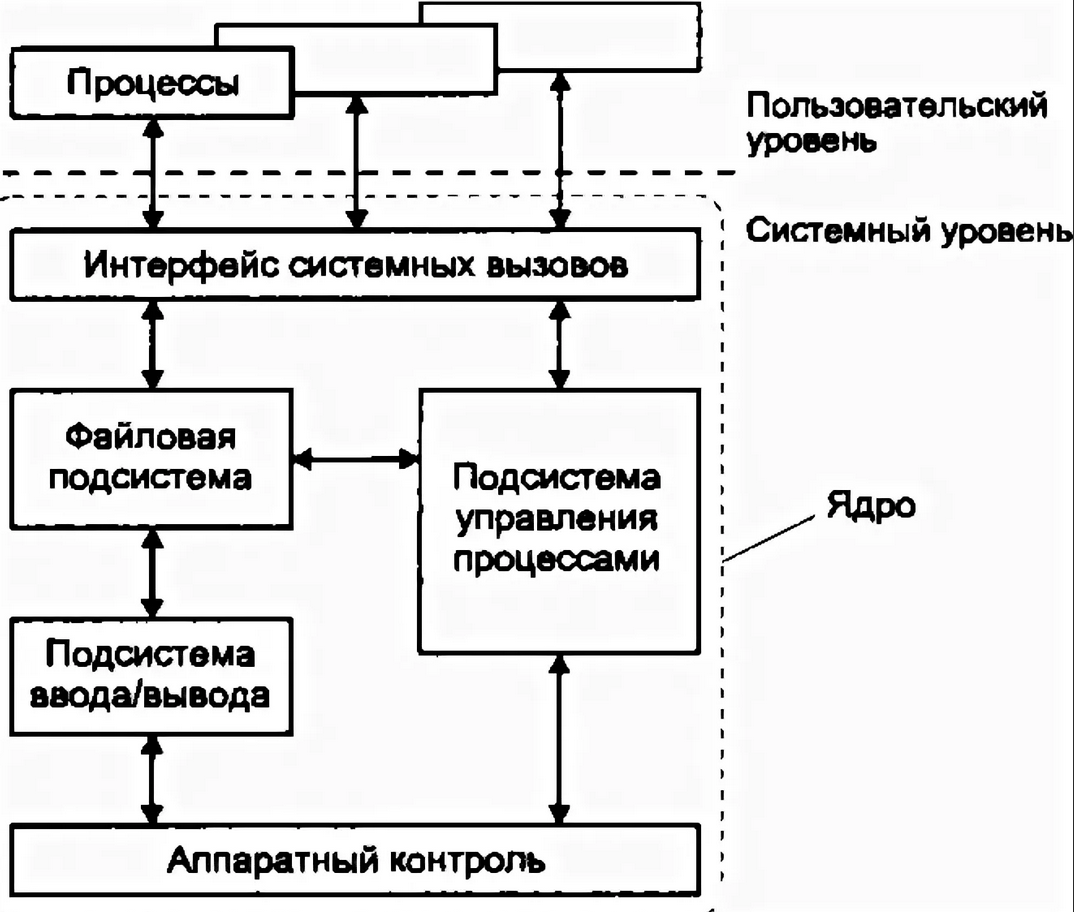 Процессы
Пользовательский
уровень
Системный уровень
Интерфейс системных вызовов
Файловая
подсистема
Подсистема
управления
процессами
Ядро
Подсистема
ввода/вывода
Аппаратный контроль